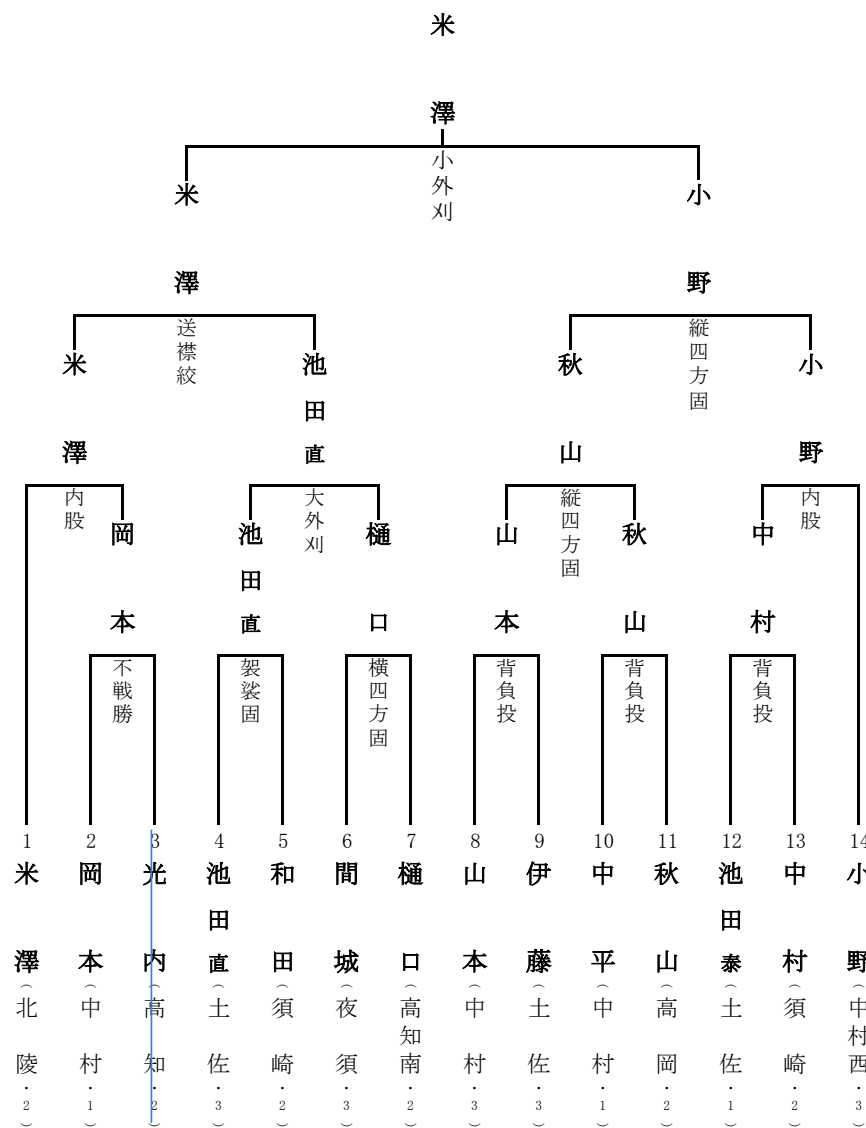 米澤
小外刈
米澤
小野
送襟絞
縦四方固
米澤
池田直
秋山
小野
内股
大外刈
縦四方固
内股
岡本
池田直
樋口
山本
秋山
中村
不戦勝
袈裟固
横四方固
背負投
背負投
背負投
1 米澤(北陵・2)
2 岡本(中村・1)
3 光内(高知・2)
4 池田直(土佐・3)
5 和田(須崎・2)
6 間城(夜須・3)
7 樋口(高知南・2)
8 山本(中村・3)
9 伊藤(土佐・3)
10 中平(中村・1)
11 秋山(高岡・2)
12 池田泰(土佐・1)
13 中村(須崎・2)
14 小野(中村西・3)